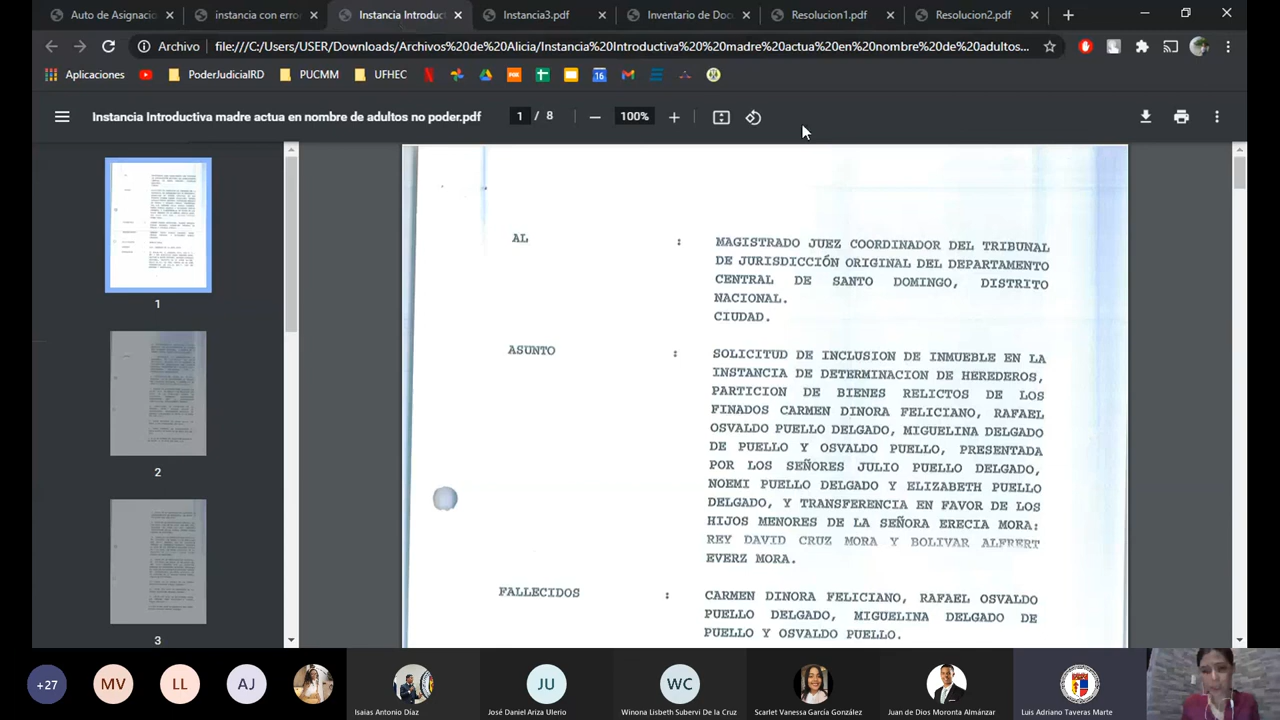 Auto de Asignació
instancia con error
Instancia Introduc
Instancia3.pdf
Inventario de Doc
Resolucion1.pdf
Resolucion2.pdf
Archivo
file:///C:/Users/USER/Downloads/Archivos%20de%20Alicia/Instancia%20Introductiva%20%20madre%20actua%20en%20nombre%20de%20adultos...
Aplicaciones
PoderJudicialRD
PUCMM
UFHEC
Instancia Introductiva madre actua en nombre de adultos no poder.pdf
1 / 8
100%
1
2
3
AL : MAGISTRADO JUEZ COORDINADOR DEL TRIBUNAL
DE JURISDICCIÓN ORIGINAL DEL DEPARTAMENTO
CENTRAL DE SANTO DOMINGO, DISTRITO
NACIONAL.
CIUDAD.
ASUNTO : SOLICITUD DE INCLUSION DE INMUEBLE EN LA
INSTANCIA DE DETERMINACION DE HEREDEROS,
PARTICION DE BIENES RELICTOS DE LOS
FINADOS CARMEN DINORA FELICIANO, RAFAEL
OSVALDO PUELLO DELGADO, MIGUELINA DELGADO
DE PUELLO Y OSVALDO PUELLO, PRESENTADA
POR LOS SEÑORES JULIO PUELLO DELGADO,
NOEMI PUELLO DELGADO Y ELIZABETH PUELLO
DELGADO, Y TRANSFERENCIA EN FAVOR DE LOS
HIJOS MENORES DE LA SEÑORA ERECIA MORA:
REY DAVID CRUZ MORA Y BOLIVAR ALFRERT
EVERZ MORA.
FALLECIDOS : CARMEN DINORA FELICIANO, RAFAEL OSVALDO
PUELLO DELGADO, MIGUELINA DELGADO DE
PUELLO Y OSVALDO PUELLO.
+27
MV
LL
AJ
JU
WC
Isaias Antonio Díaz
José Daniel Ariza Ulerio
Winona Lisbeth Subervi De la Cruz
Scarlet Vanessa García González
Juan de Dios Moronta Almánzar
Luis Adriano Taveras Marte